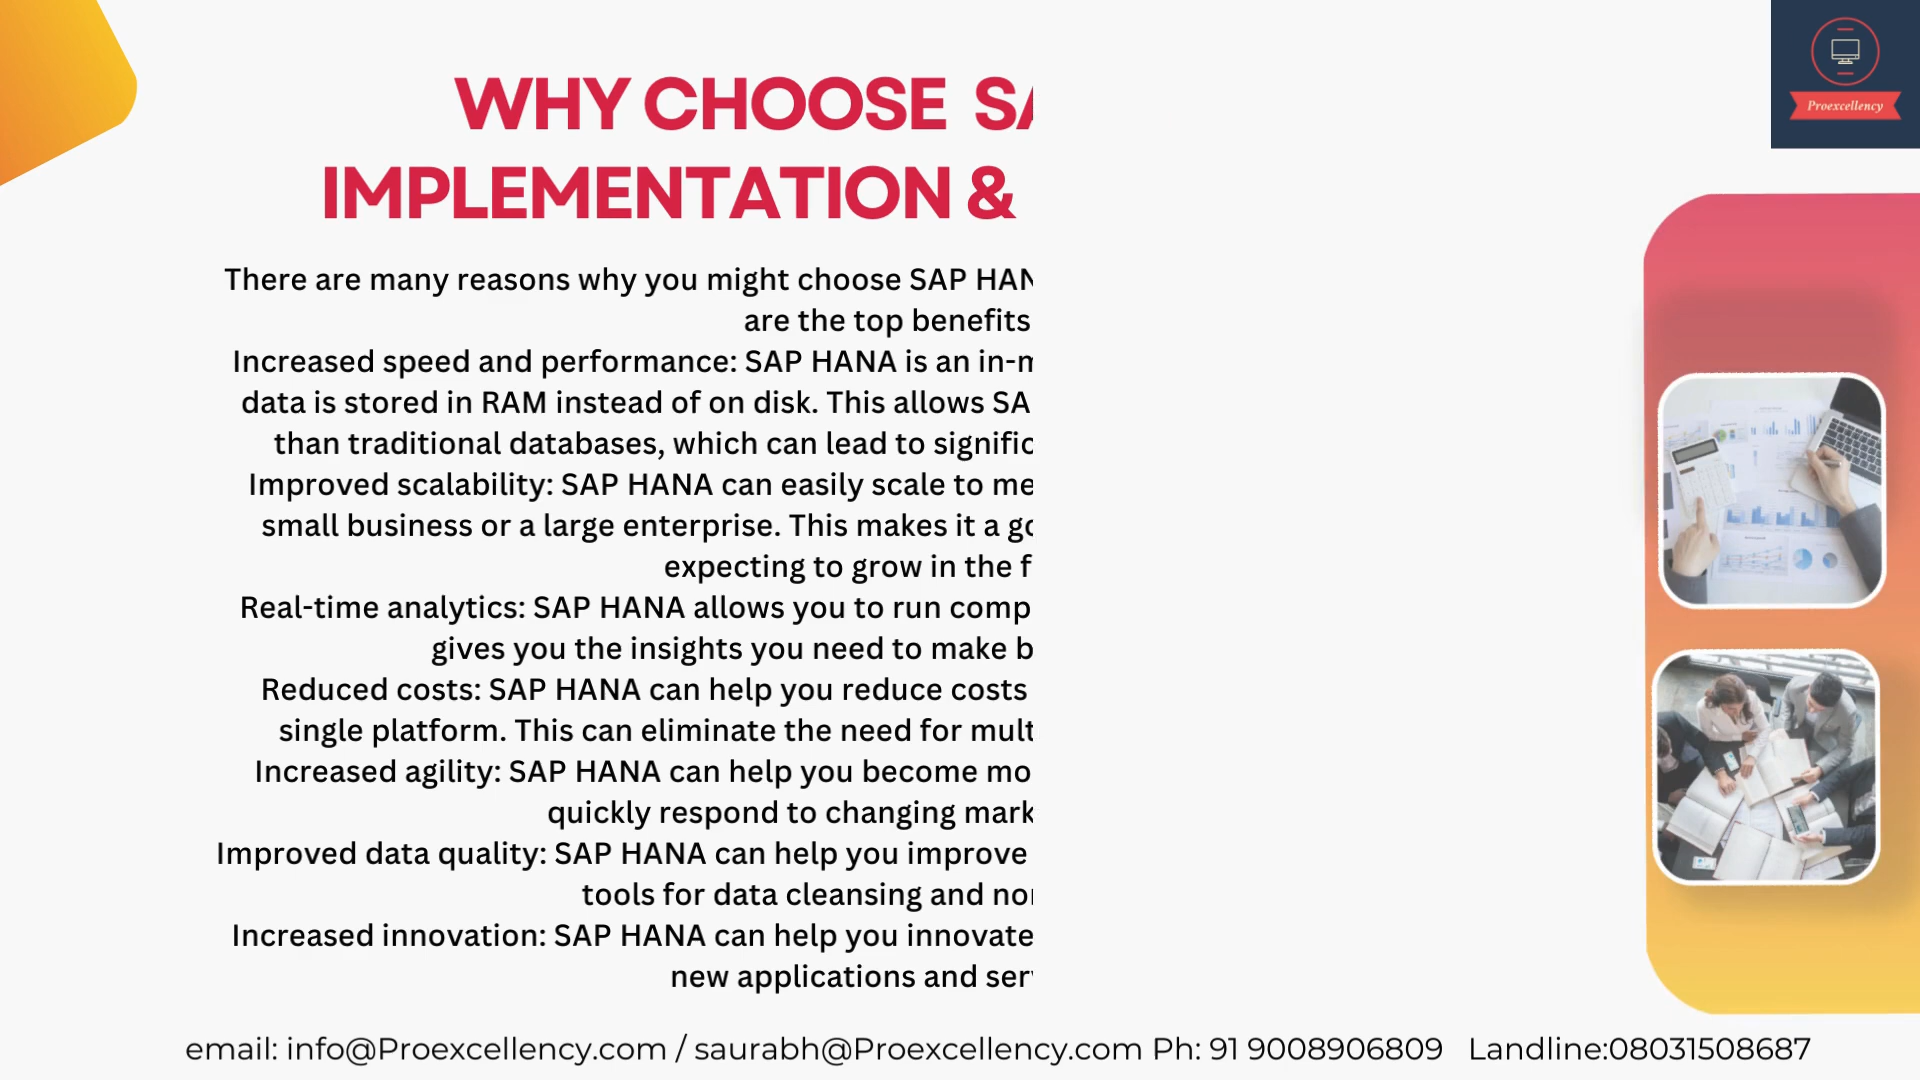 WHY CHOOSE SA
IMPLEMENTATION &
There are many reasons why you might choose SAP HAN
are the top benefits
Increased speed and performance: SAP HANA is an in-m
data is stored in RAM instead of on disk. This allows SA
than traditional databases, which can lead to signific
Improved scalability: SAP HANA can easily scale to me
small business or a large enterprise. This makes it a go
expecting to grow in the f
Real-time analytics: SAP HANA allows you to run comp
gives you the insights you need to make b
Reduced costs: SAP HANA can help you reduce costs
single platform. This can eliminate the need for mult
Increased agility: SAP HANA can help you become mo
quickly respond to changing mark
Improved data quality: SAP HANA can help you improve
tools for data cleansing and nor
Increased innovation: SAP HANA can help you innovate
new applications and serv
Proexcellency
email: info@Proexcellency.com / saurabh@Proexcellency.com Ph: 91 9008906809 Landline:08031508687